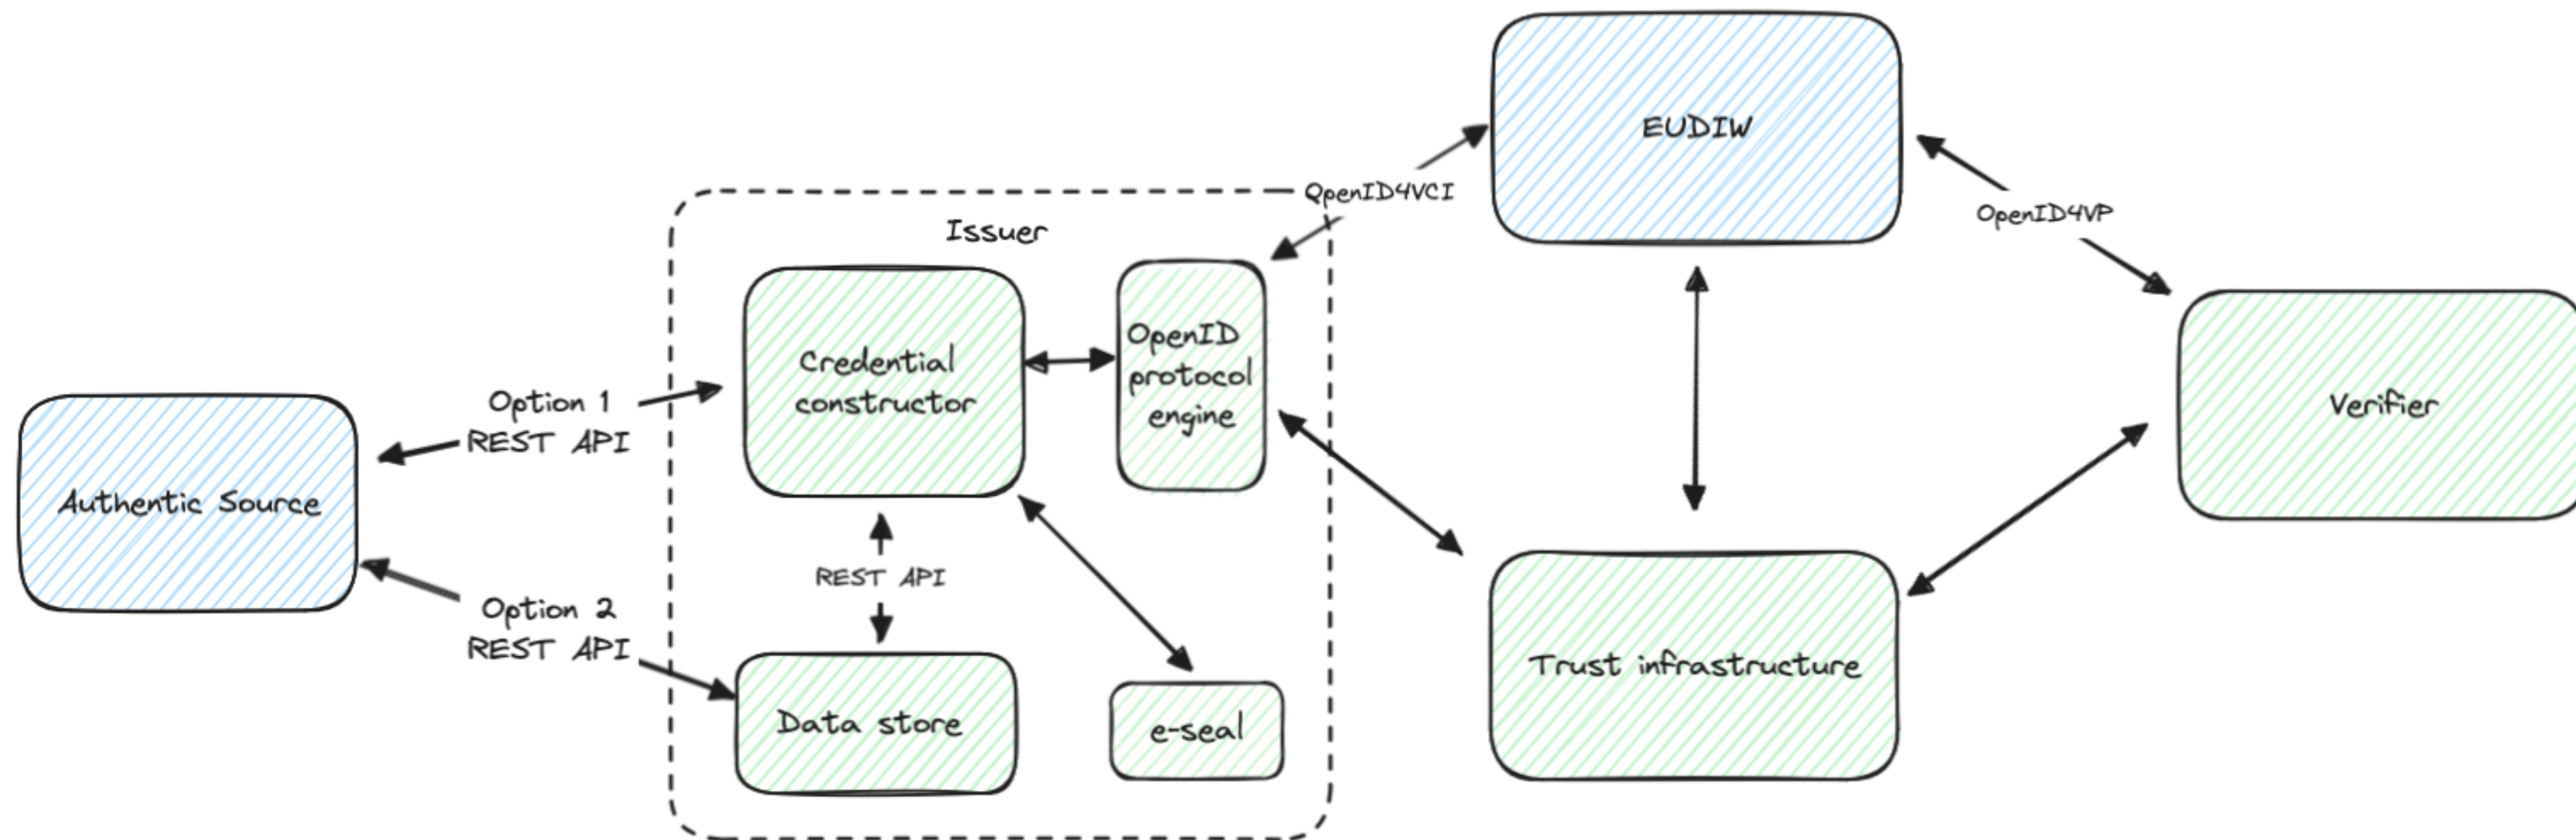 EUDIW
OpenID4VCI
OpenID4VP
Issuer
Credential
constructor
OpenID
protocol
engine
Option 1
REST API
Authentic Source
Verifier
REST API
Option 2
REST API
Trust infrastructure
Data store
e-seal